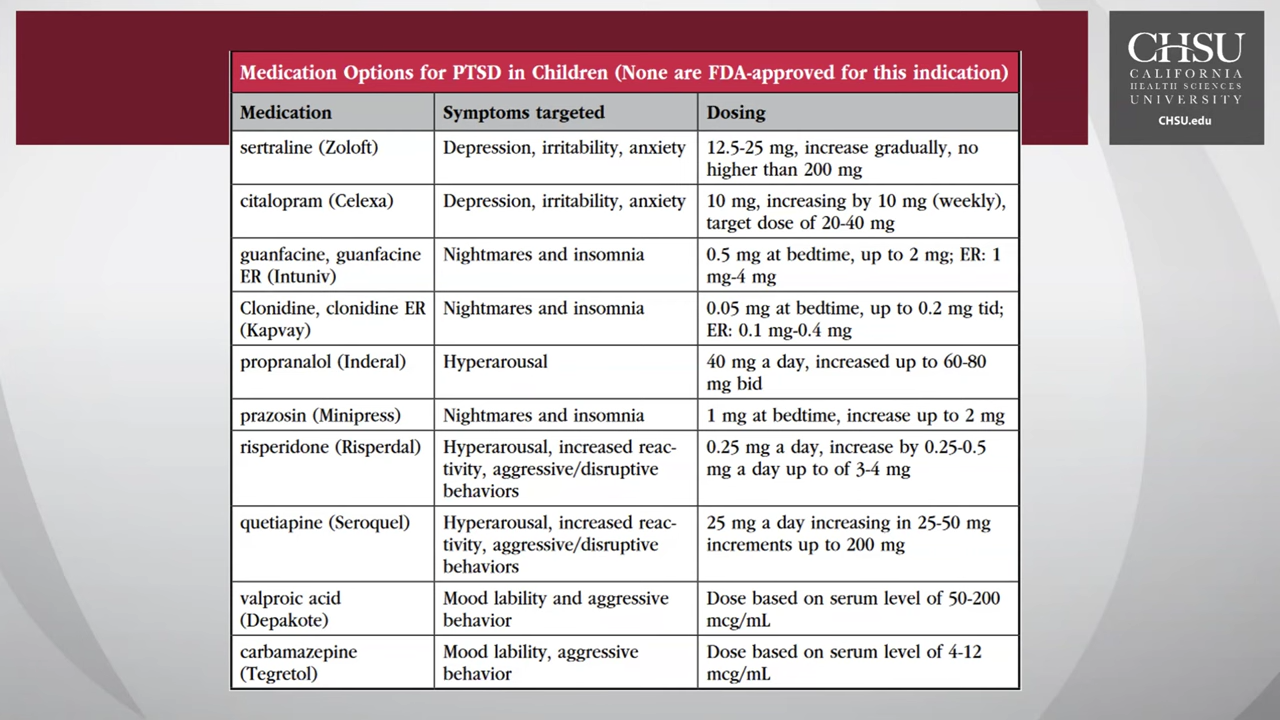 CHSU
CALIFORNIA
HEALTH SCIENCES
UNIVERSITY
CHSU.edu
Medication Options for PTSD in Children (None are FDA-approved for this indication)
Medication Symptoms targeted Dosing
sertraline (Zoloft) Depression, irritability, anxiety 12.5-25 mg, increase gradually, no
higher than 200 mg
citalopram (Celexa) Depression, irritability, anxiety 10 mg, increasing by 10 mg (weekly),
target dose of 20-40 mg
guanfacine, guanfacine Nightmares and insomnia 0.5 mg at bedtime, up to 2 mg; ER: 1
ER (Intuniv) mg-4 mg
Clonidine, clonidine ER Nightmares and insomnia 0.05 mg at bedtime, up to 0.2 mg tid;
(Kapvay) ER: 0.1 mg-0.4 mg
propranalol (Inderal) Hyperarousal 40 mg a day, increased up to 60-80
mg bid
prazosin (Minipress) Nightmares and insomnia 1 mg at bedtime, increase up to 2 mg
risperidone (Risperdal) Hyperarousal, increased reac- 0.25 mg a day, increase by 0.25-0.5
tivity, aggressive/disruptive mg a day up to of 3-4 mg
behaviors
quetiapine (Seroquel) Hyperarousal, increased reac- 25 mg a day increasing in 25-50 mg
tivity, aggressive/disruptive increments up to 200 mg
behaviors
valproic acid Mood lability and aggressive Dose based on serum level of 50-200
(Depakote) behavior mcg/mL
carbamazepine Mood lability, aggressive Dose based on serum level of 4-12
(Tegretol) behavior mcg/mL